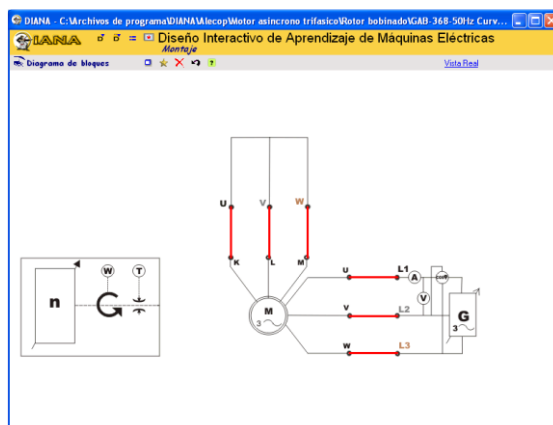 DIANA - C:\Archivos de programa\DIANA\Alecop\Motor asincrono trifasico\Rotor bobinado\GAB-368-50Hz Curv...
DIANA
Diseño Interactivo de Aprendizaje de Máquinas Eléctricas
Montaje
Diagrama de bloques
Vista Real
U V W
K L M
n W T
M
3
U L1 A cosφ
V L2 V
G
3
W L3